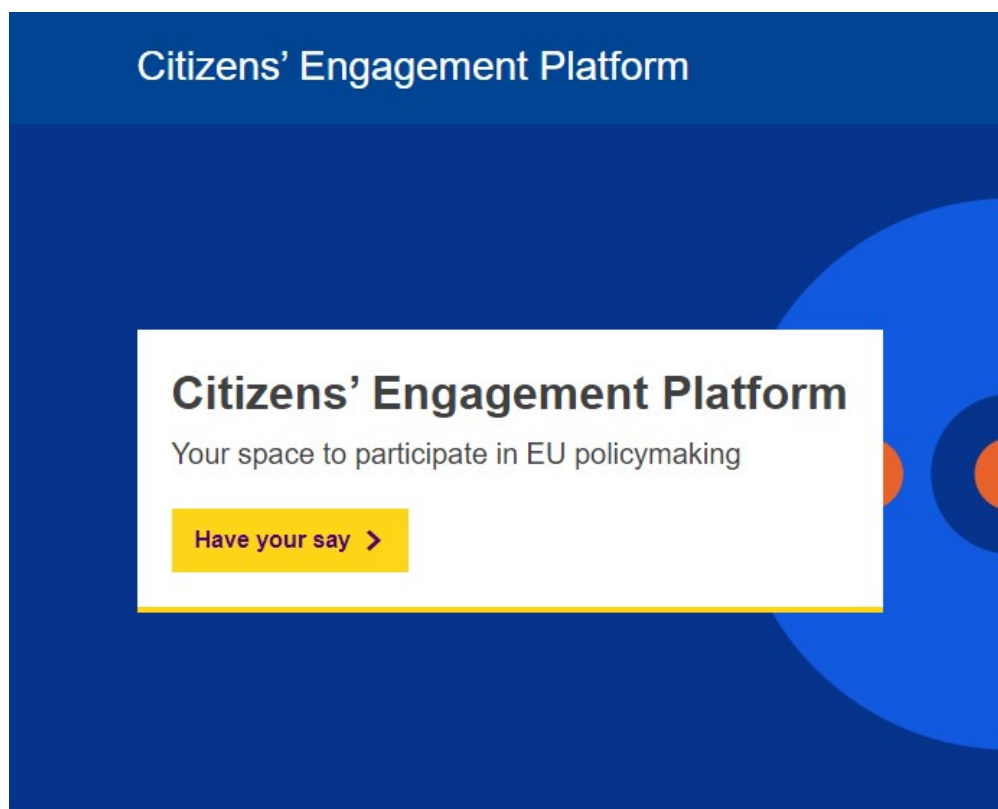 Citizens’ Engagement Platform
Citizens’ Engagement Platform
Your space to participate in EU policymaking
Have your say